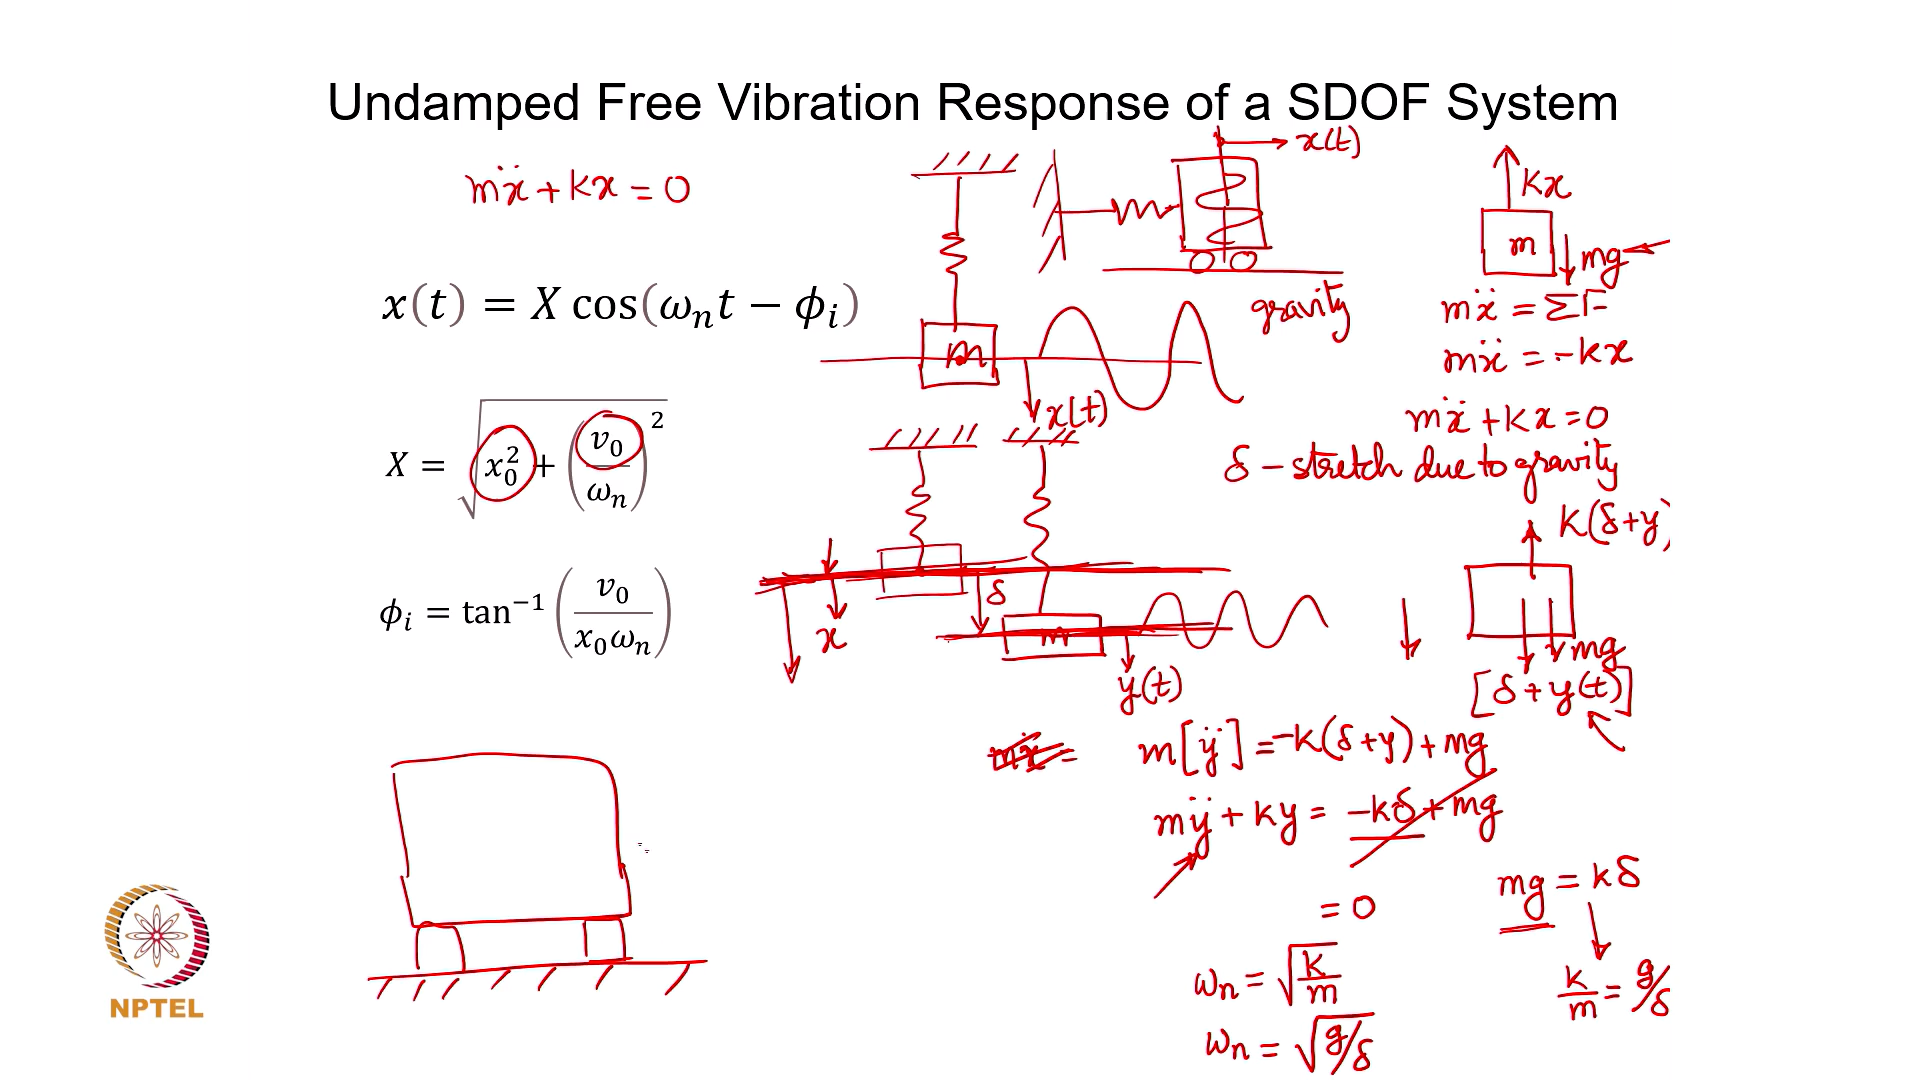 Undamped Free Vibration Response of a SDOF System
mẍ + kx = 0
x(t) = X cos(ωₙt − ϕᵢ)
X = √(x₀² + (v₀/ωₙ)²)
ϕᵢ = tan⁻¹(v₀/(x₀ωₙ))
x(t)
gravity
m
x(t)
kx
m
mg
mẍ = ΣF
mẍ = -kx
mẍ + kx = 0
δ - stretch due to gravity
δ
x
m
y(t)
k(δ+y)
mg
[δ + y(t)]
mẍ =
m[ÿ] = -k(δ+y) + mg
mÿ + ky = -kδ + mg
= 0
mg = kδ
k/m = g/δ
ωn = √(k/m)
ωn = √(g/δ)
NPTEL